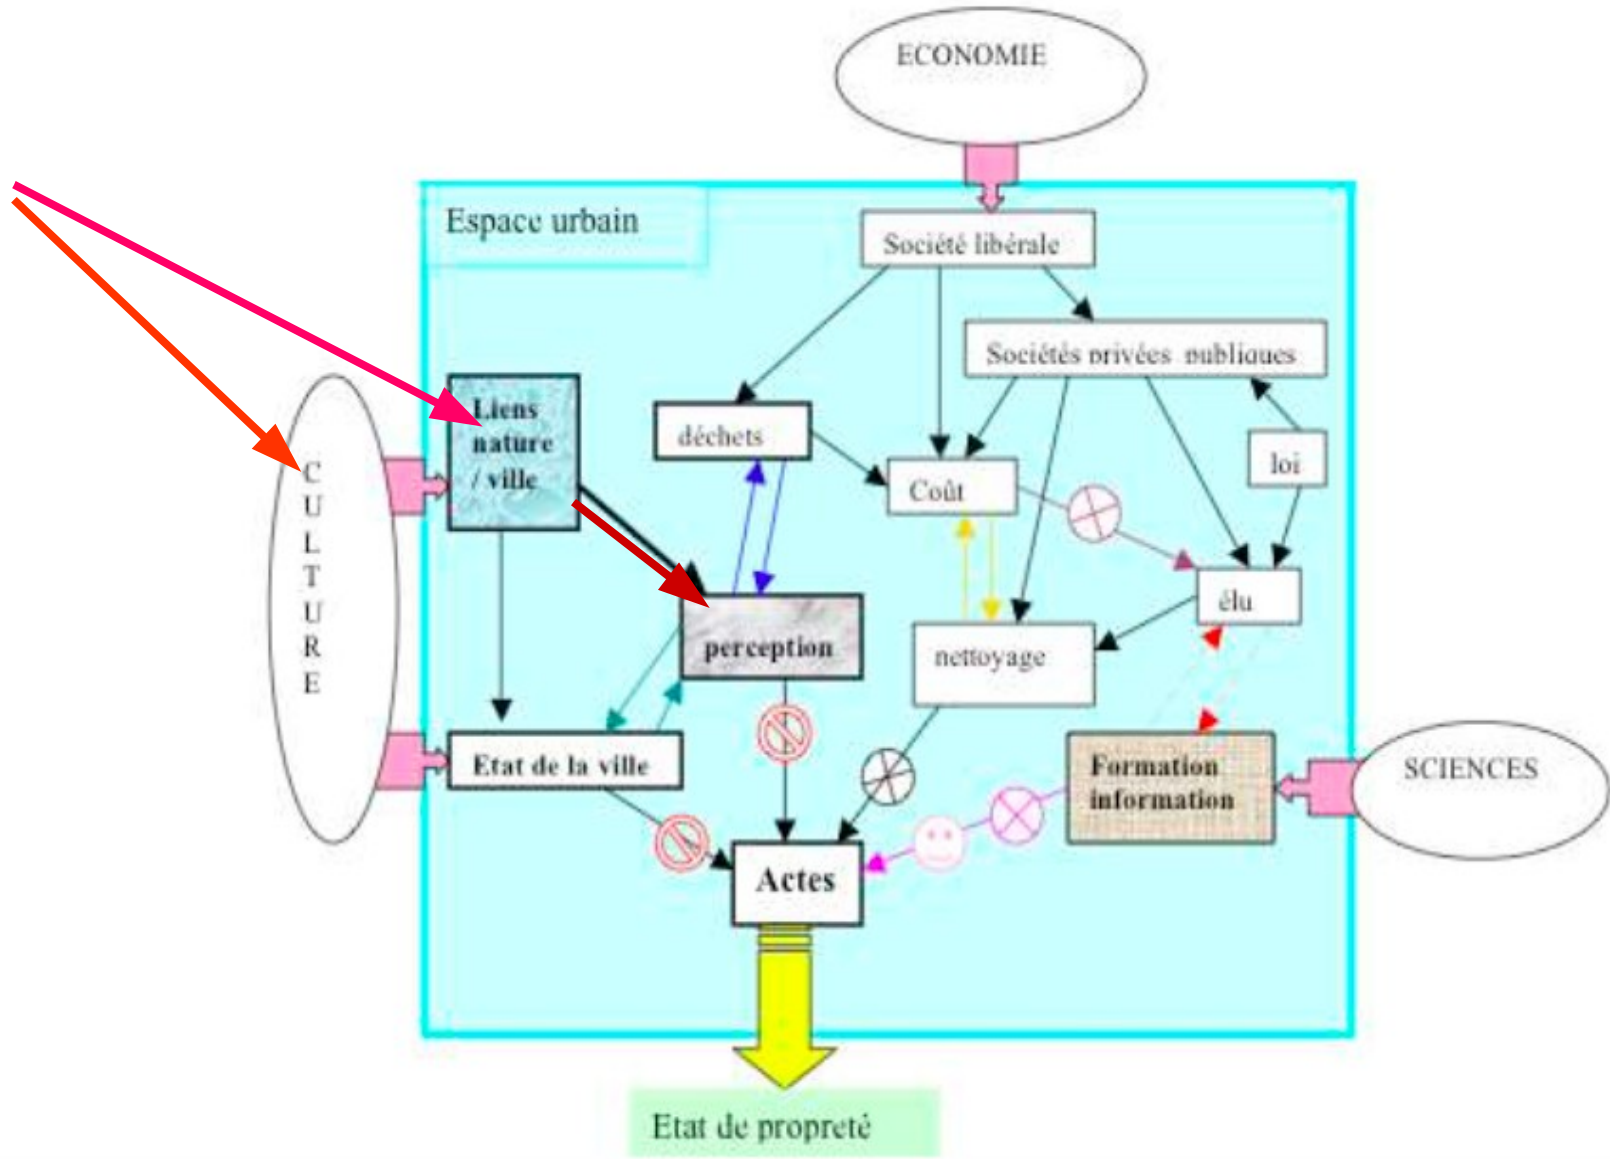 ECONOMIE
Espace urbain
Société libérale
Sociétés privées publiques
Liens
nature
/ ville
déchets
loi
Coût
CULTURE
élu
perception
nettoyage
Etat de la ville
Formation
information
SCIENCES
Actes
Etat de propreté